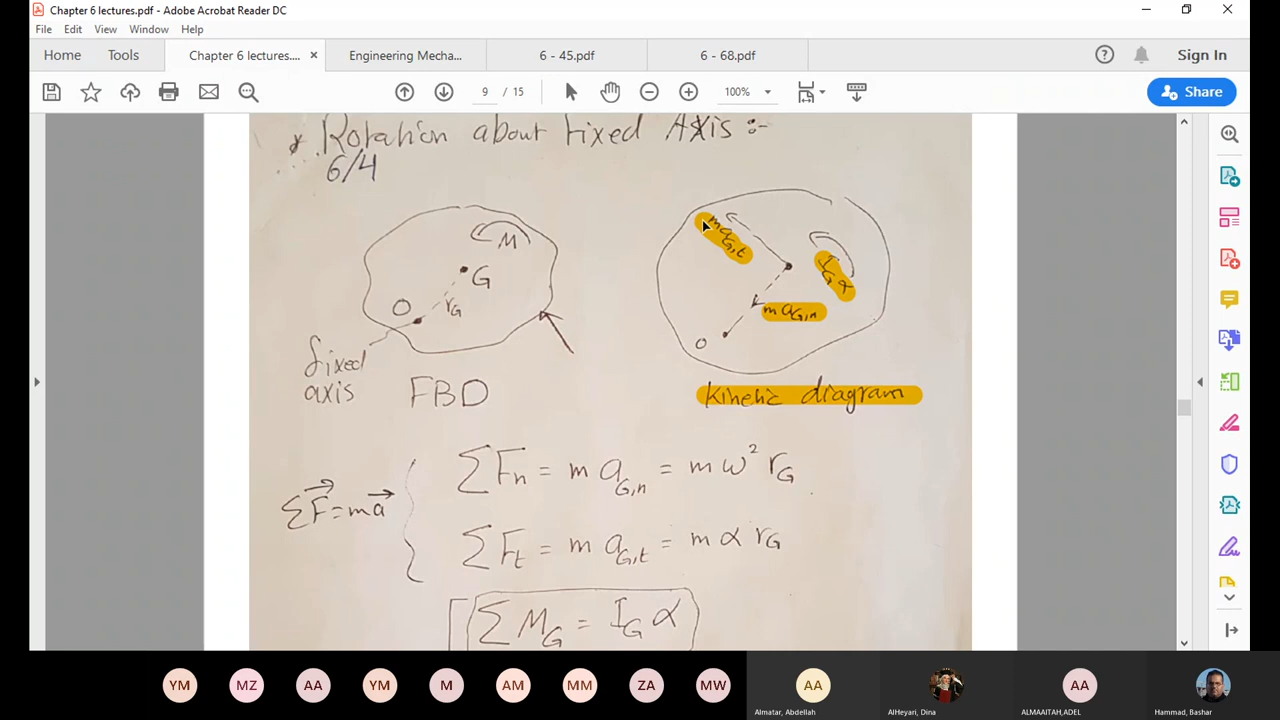 Chapter 6 lectures.pdf - Adobe Acrobat Reader DC
File Edit View Window Help
Home Tools Chapter 6 lectures.... × Engineering Mecha... 6 - 45.pdf 6 - 68.pdf Sign In
9 / 15 100% Share
* Rotation about fixed Axis :-
6/4
M
G
O
rG
fixed
axis
FBD
m aG,t
IG α
m aG,n
o
kinetic diagram
ΣF = ma
ΣFn = m aG,n = m ω² rG
ΣFt = m aG,t = m α rG
ΣMG = IG α
YM MZ AA YM M AM MM ZA MW AA AA
Almatar, Abdellah AlHeyari, Dina ALMAAITAH,ADEL Hammad, Bashar